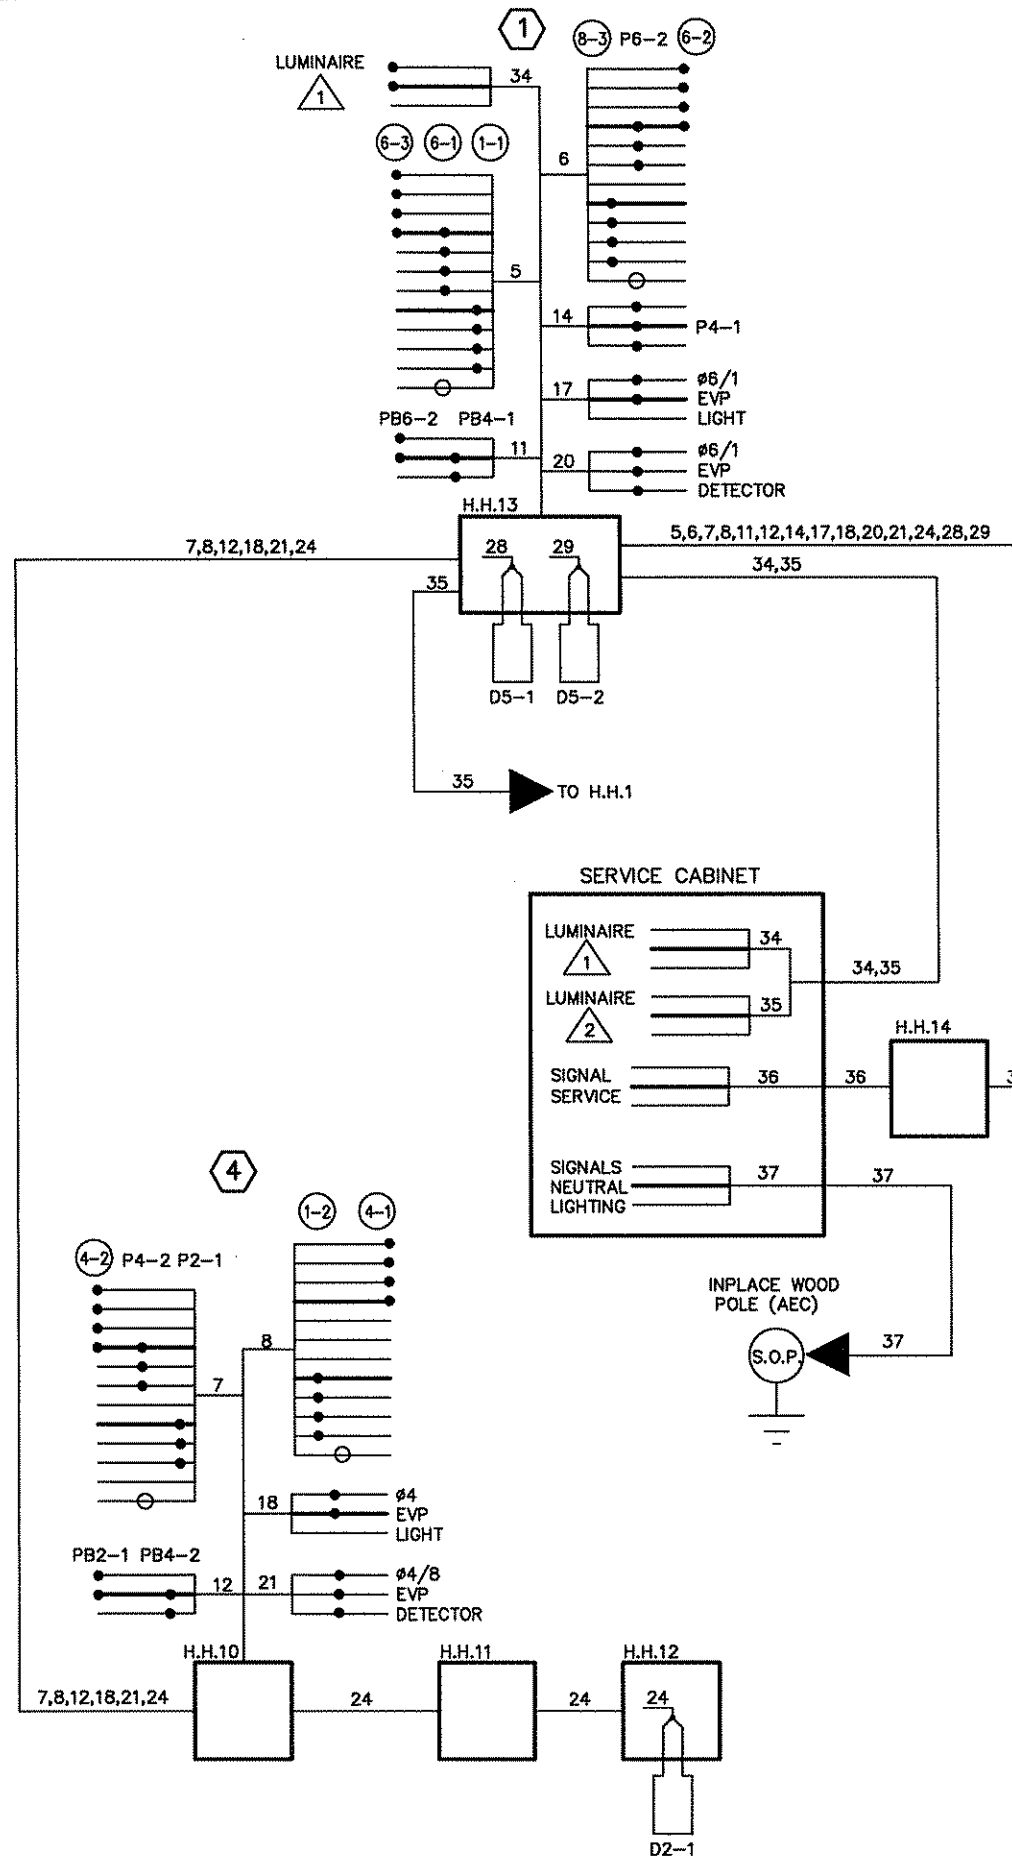 1
LUMINAIRE
1
34
8-3 P6-2 6-2
6-3 6-1 1-1
6
5
14
P4-1
17
ø6/1
EVP
LIGHT
PB6-2 PB4-1
11
20
ø6/1
EVP
DETECTOR
H.H.13
7,8,12,18,21,24
28
29
5,6,7,8,11,12,14,17,18,20,21,24,28,29
34,35
35
D5-1
D5-2
35
TO H.H.1
SERVICE CABINET
LUMINAIRE
1
34
34,35
LUMINAIRE
2
35
H.H.14
SIGNAL
SERVICE
36
36
SIGNALS
NEUTRAL
LIGHTING
37
37
4
1-2 4-1
4-2 P4-2 P2-1
8
7
INPLACE WOOD
POLE (AEC)
S.O.P.
37
18
ø4
EVP
LIGHT
PB2-1 PB4-2
12
21
ø4/8
EVP
DETECTOR
H.H.10
H.H.11
H.H.12
7,8,12,18,21,24
24
24
24
D2-1